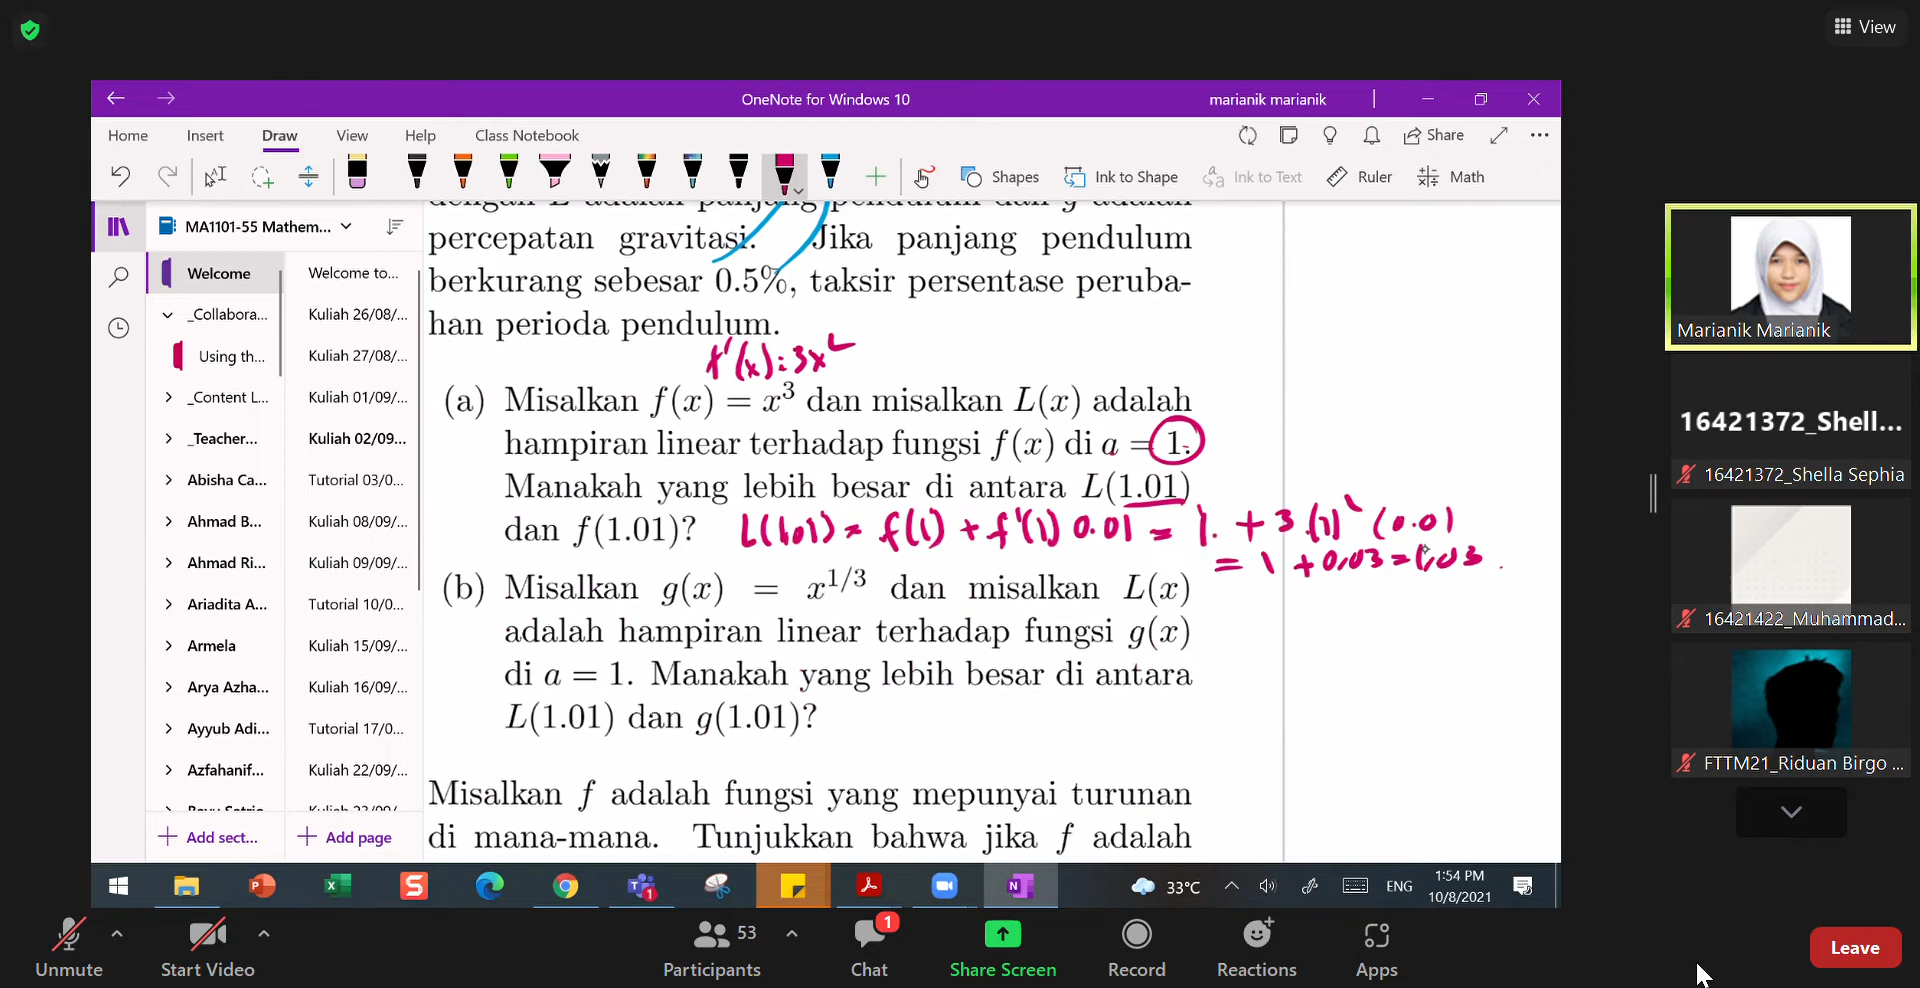 View
OneNote for Windows 10
marianik marianik
Home Insert Draw View Help Class Notebook
Share
Shapes Ink to Shape Ink to Text Ruler Math
MA1101-55 Mathem...
Welcome
_Collabora...
Using th...
_Content L...
_Teacher...
Abisha Ca...
Ahmad B...
Ahmad Ri...
Ariadita A...
Armela
Arya Azha...
Ayyub Adi...
Azfahanif...
Add sect...
Welcome to...
Kuliah 26/08/...
Kuliah 27/08/...
Kuliah 01/09/...
Kuliah 02/09...
Tutorial 03/0...
Kuliah 08/09/...
Kuliah 09/09/...
Tutorial 10/0...
Kuliah 15/09/...
Kuliah 16/09/...
Tutorial 17/0...
Kuliah 22/09/...
Add page
dengan L adalah panjang pendulum dan g adalah
percepatan gravitasi. Jika panjang pendulum
berkurang sebesar 0.5%, taksir persentase peruba-
han perioda pendulum.
f'(x)=3x²
(a) Misalkan f(x) = x³ dan misalkan L(x) adalah
hampiran linear terhadap fungsi f(x) di a = 1.
Manakah yang lebih besar di antara L(1.01)
dan f(1.01)?
L(1.01) = f(1) + f'(1) 0.01 = 1. + 3 (1)² (0.01
= 1 + 0.03 = 1.03.
(b) Misalkan g(x) = x^{1/3} dan misalkan L(x)
adalah hampiran linear terhadap fungsi g(x)
di a = 1. Manakah yang lebih besar di antara
L(1.01) dan g(1.01)?
Misalkan f adalah fungsi yang mepunyai turunan
di mana-mana. Tunjukkan bahwa jika f adalah
Marianik Marianik
16421372_Shell...
16421372_Shella Sephia
16421422_Muhammad...
FTTM21_Riduan Birgo ...
33°C
ENG
1:54 PM
10/8/2021
1
Unmute
Start Video
53
Participants
1
Chat
Share Screen
Record
Reactions
Apps
Leave